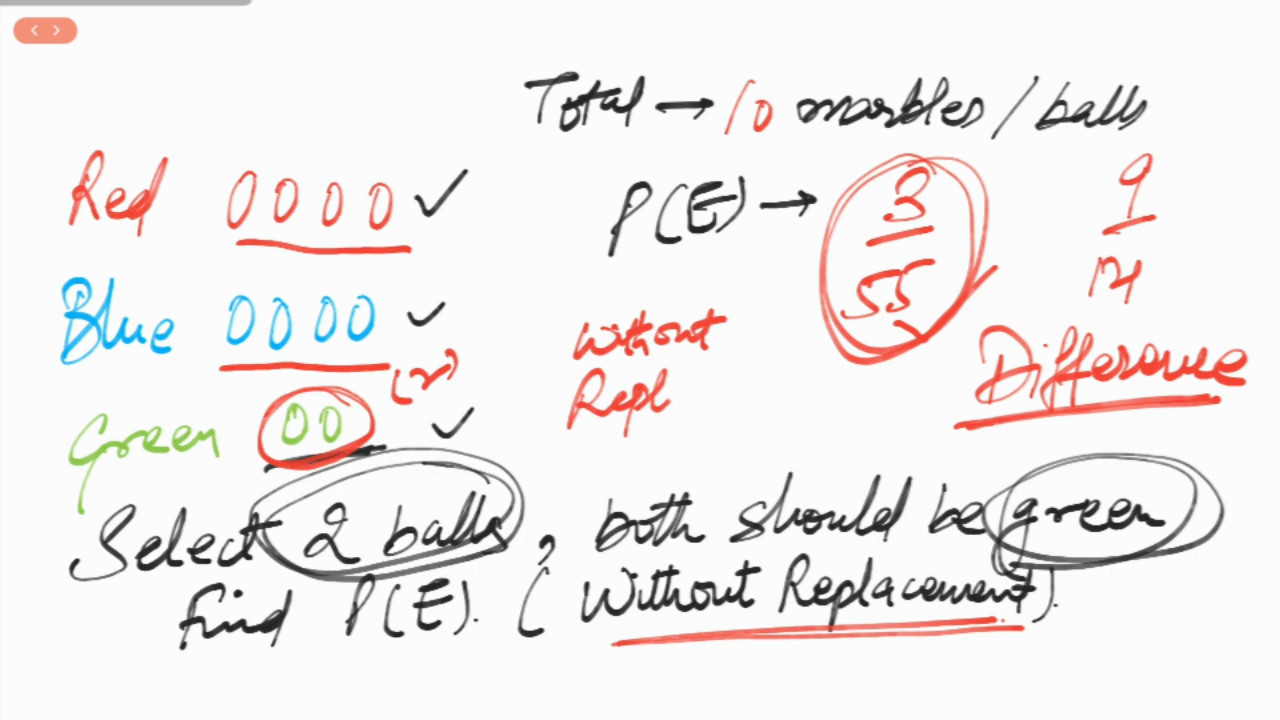 Total → 10 marbles / balls
Red 0000 ✓
P(E) → 3/55
9
Blue 0000 ✓
Without
Repl
Difference
Green 00 ✓
Select 2 balls, both should be green
Find P(E). (Without Replacement).